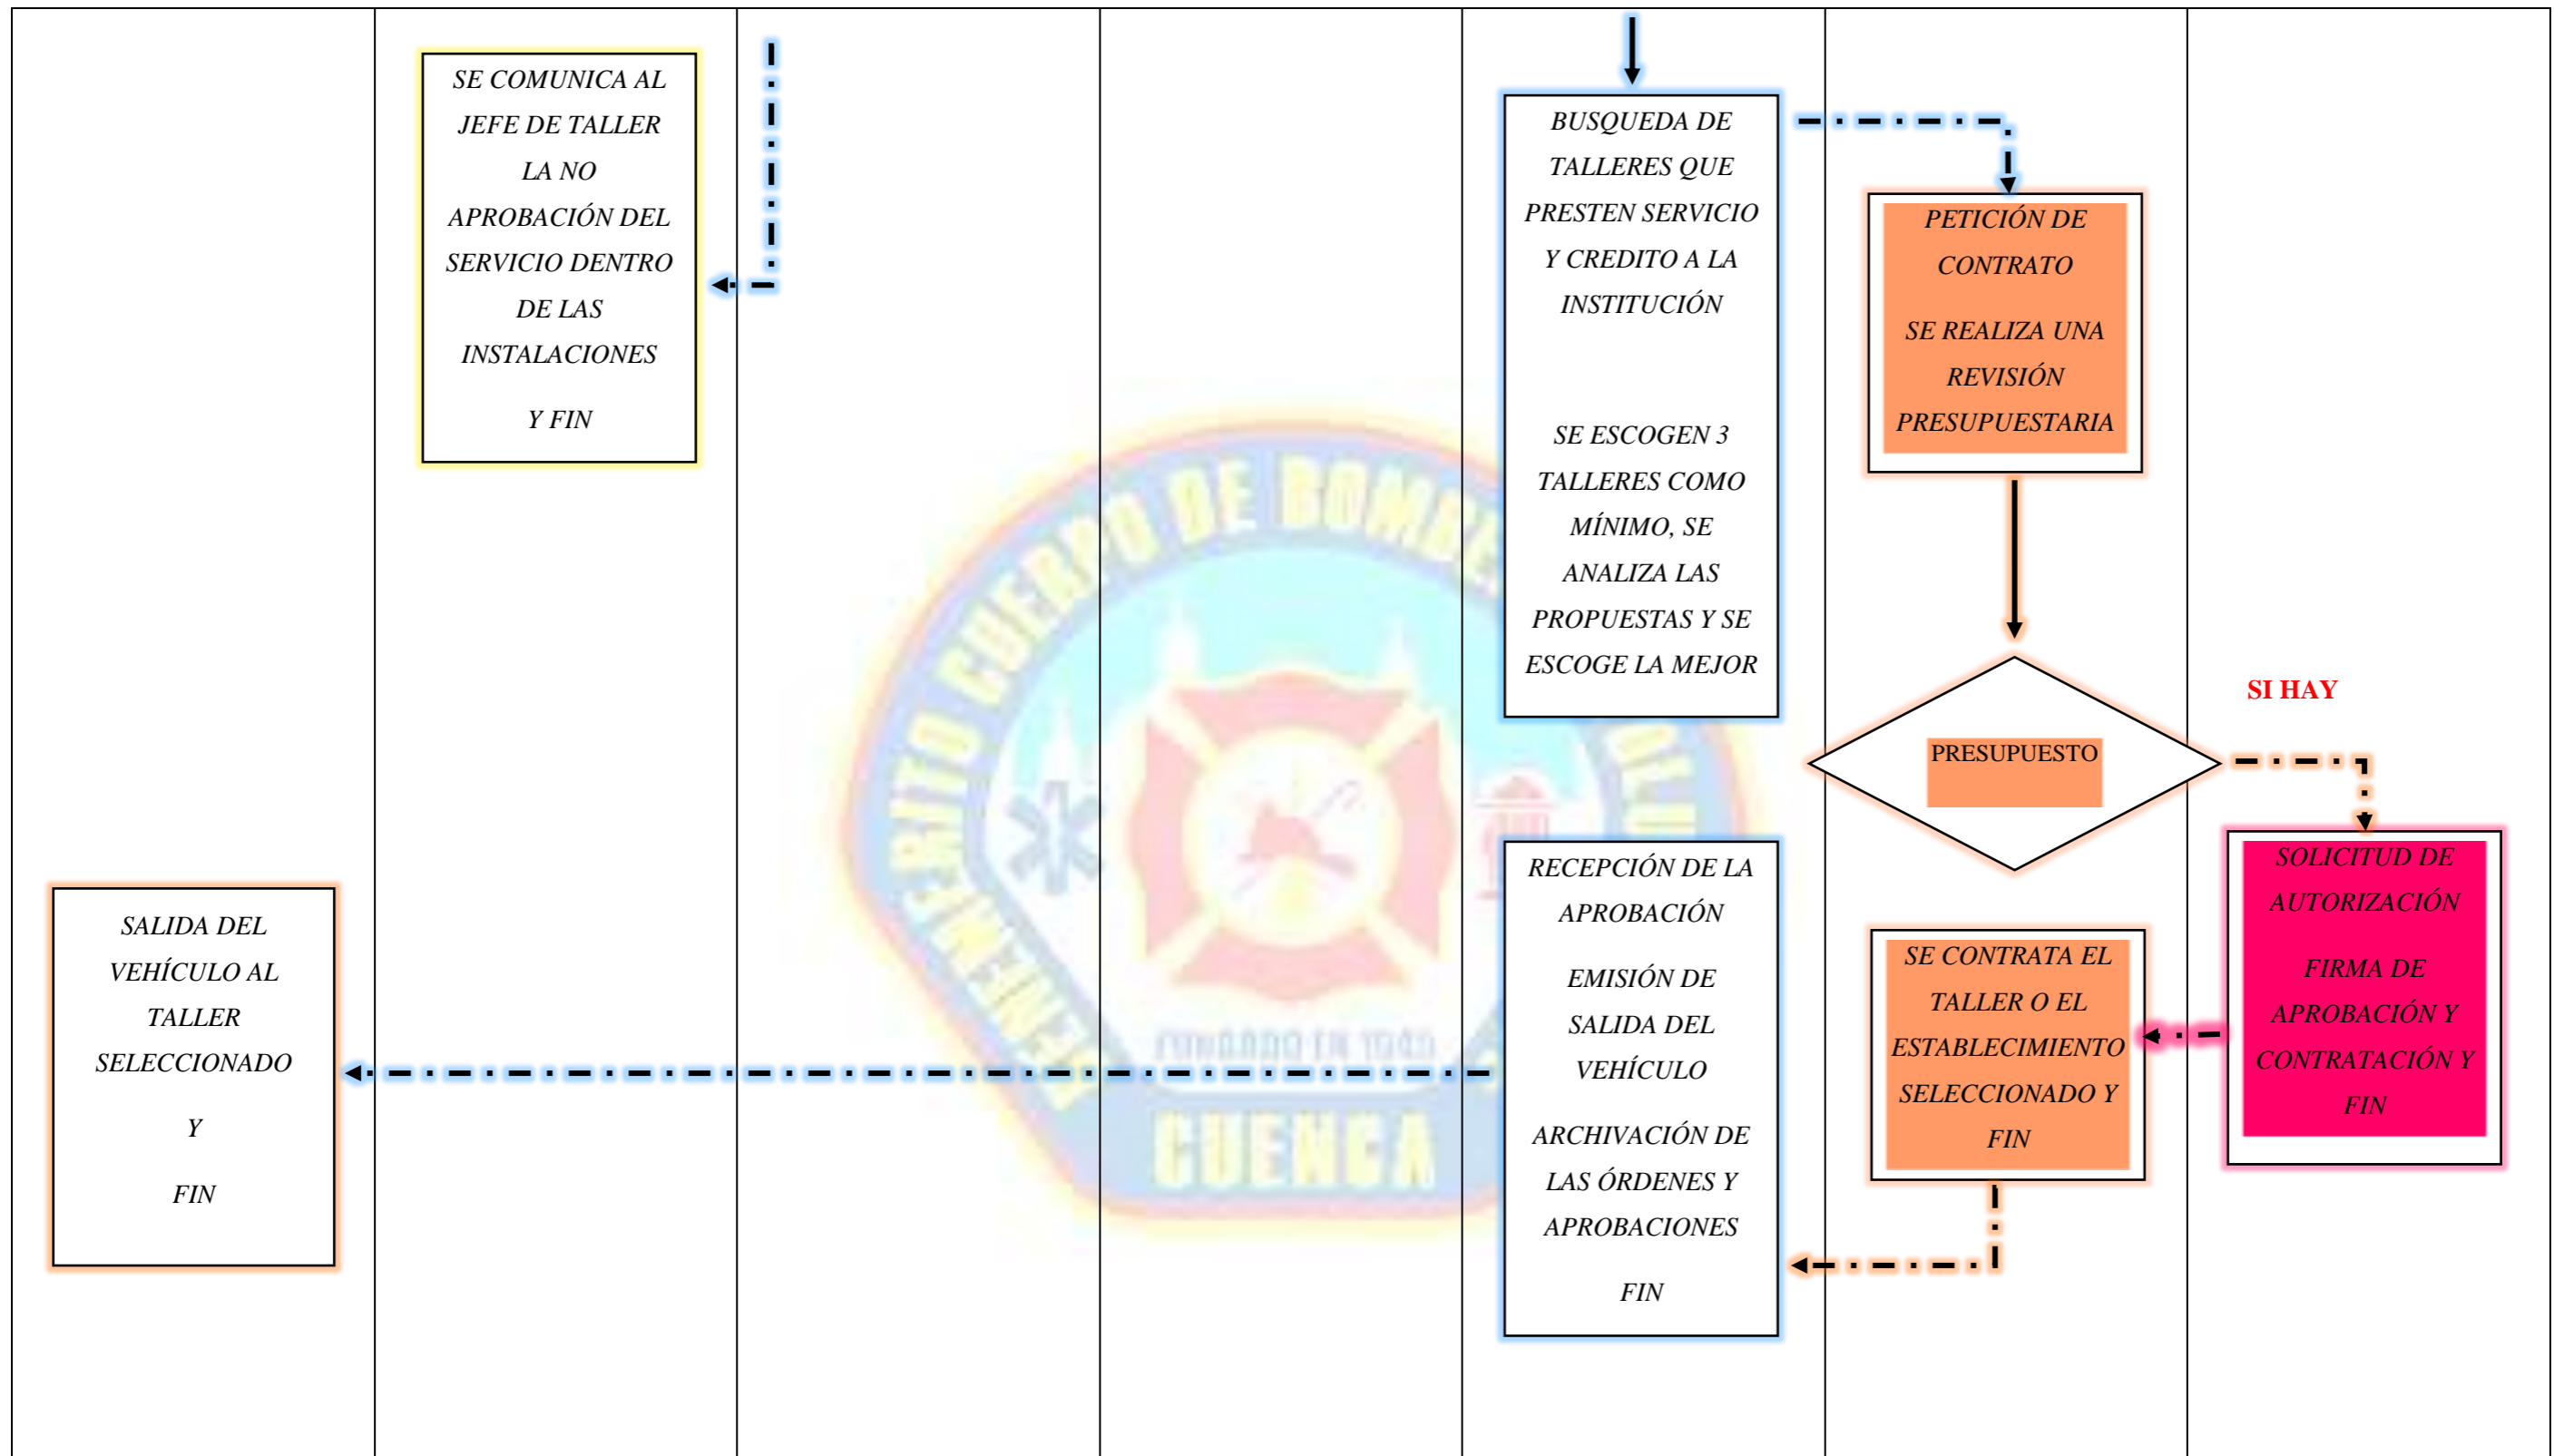 SE COMUNICA AL
JEFE DE TALLER
LA NO
APROBACIÓN DEL
SERVICIO DENTRO
DE LAS
INSTALACIONES
Y FIN
BUSQUEDA DE
TALLERES QUE
PRESTEN SERVICIO
Y CREDITO A LA
INSTITUCIÓN
SE ESCOGEN 3
TALLERES COMO
MÍNIMO, SE
ANALIZA LAS
PROPUESTAS Y SE
ESCOGE LA MEJOR
PETICIÓN DE
CONTRATO
SE REALIZA UNA
REVISIÓN
PRESUPUESTARIA
PRESUPUESTO
SI HAY
SOLICITUD DE
AUTORIZACIÓN
FIRMA DE
APROBACIÓN Y
CONTRATACIÓN Y
FIN
SE CONTRATA EL
TALLER O EL
ESTABLECIMIENTO
SELECCIONADO Y
FIN
RECEPCIÓN DE LA
APROBACIÓN
EMISIÓN DE
SALIDA DEL
VEHÍCULO
ARCHIVACIÓN DE
LAS ÓRDENES Y
APROBACIONES
FIN
SALIDA DEL
VEHÍCULO AL
TALLER
SELECCIONADO
Y
FIN
CUERPO DE
FUNDADO EN
CUENCA